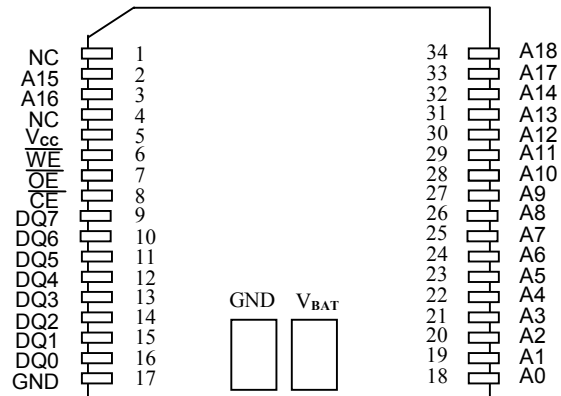 NC 1 34 A18
A15 2 33 A17
A16 3 32 A14
NC 4 31 A13
Vcc 5 30 A12
W̅E̅ 6 29 A11
O̅E̅ 7 28 A10
C̅E̅ 8 27 A9
DQ7 9 26 A8
DQ6 10 25 A7
DQ5 11 24 A6
DQ4 12 23 A5
DQ3 13 22 A4
GND VBAT
DQ2 14 21 A3
DQ1 15 20 A2
DQ0 16 19 A1
GND 17 18 A0